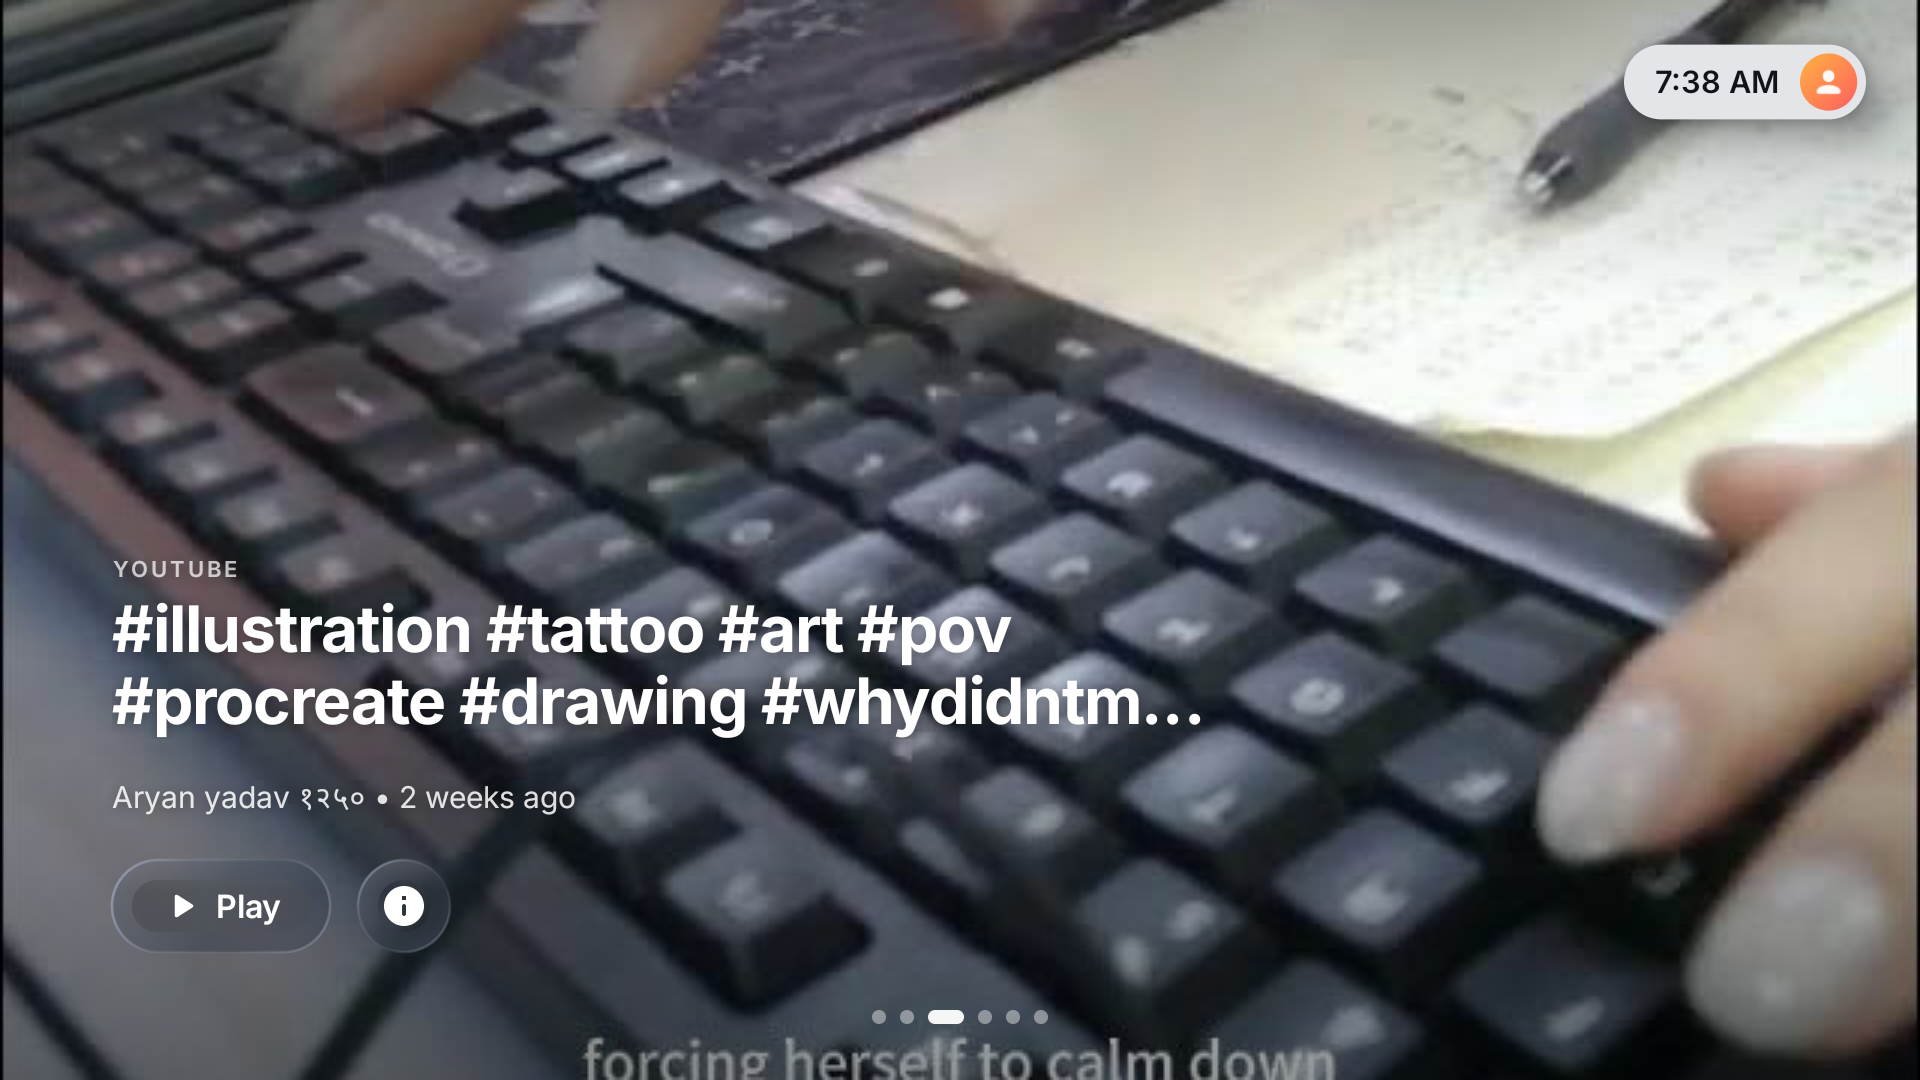 7:38 AM
YOUTUBE
#illustration #tattoo #art #pov
#procreate #drawing #whydidntm...
Aryan yadav १२५० • 2 weeks ago
Play
forcing herself to calm down